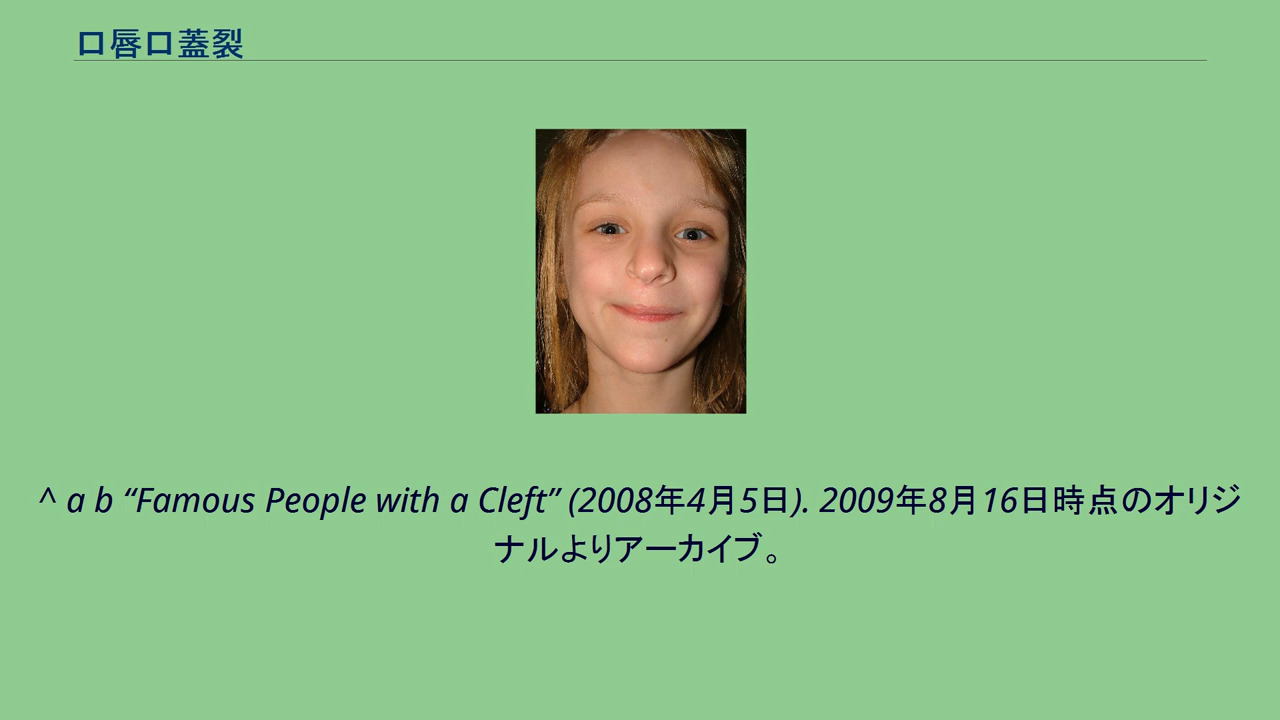 口唇口蓋裂
^ a b “Famous People with a Cleft” (2008年4月5日). 2009年8月16日時点のオリジ
ナルよりアーカイブ。